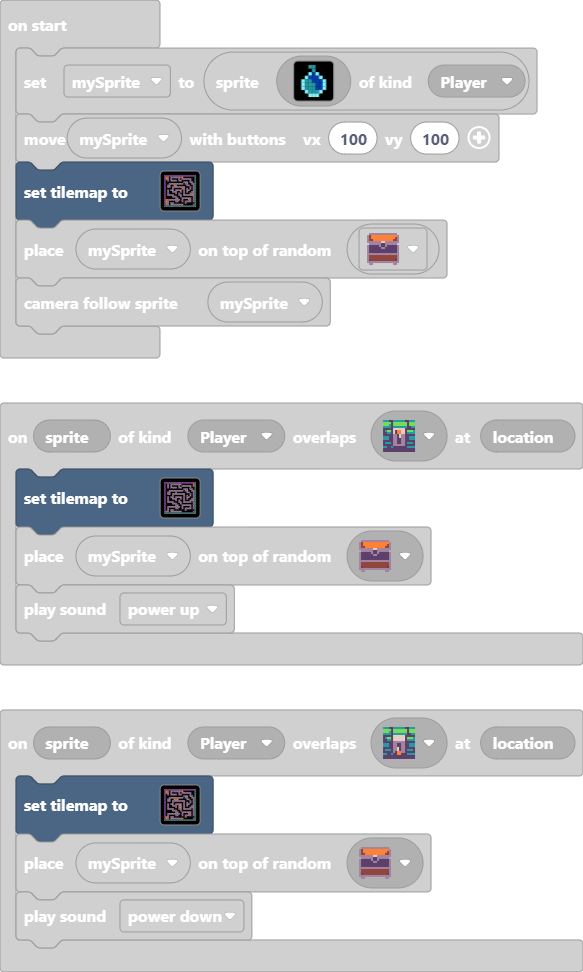 on start
set mySprite to sprite of kind Player
move mySprite with buttons vx 100 vy 100
set tilemap to
place mySprite on top of random
camera follow sprite mySprite
on sprite of kind Player overlaps at location
set tilemap to
place mySprite on top of random
play sound power up
on sprite of kind Player overlaps at location
set tilemap to
place mySprite on top of random
play sound power down